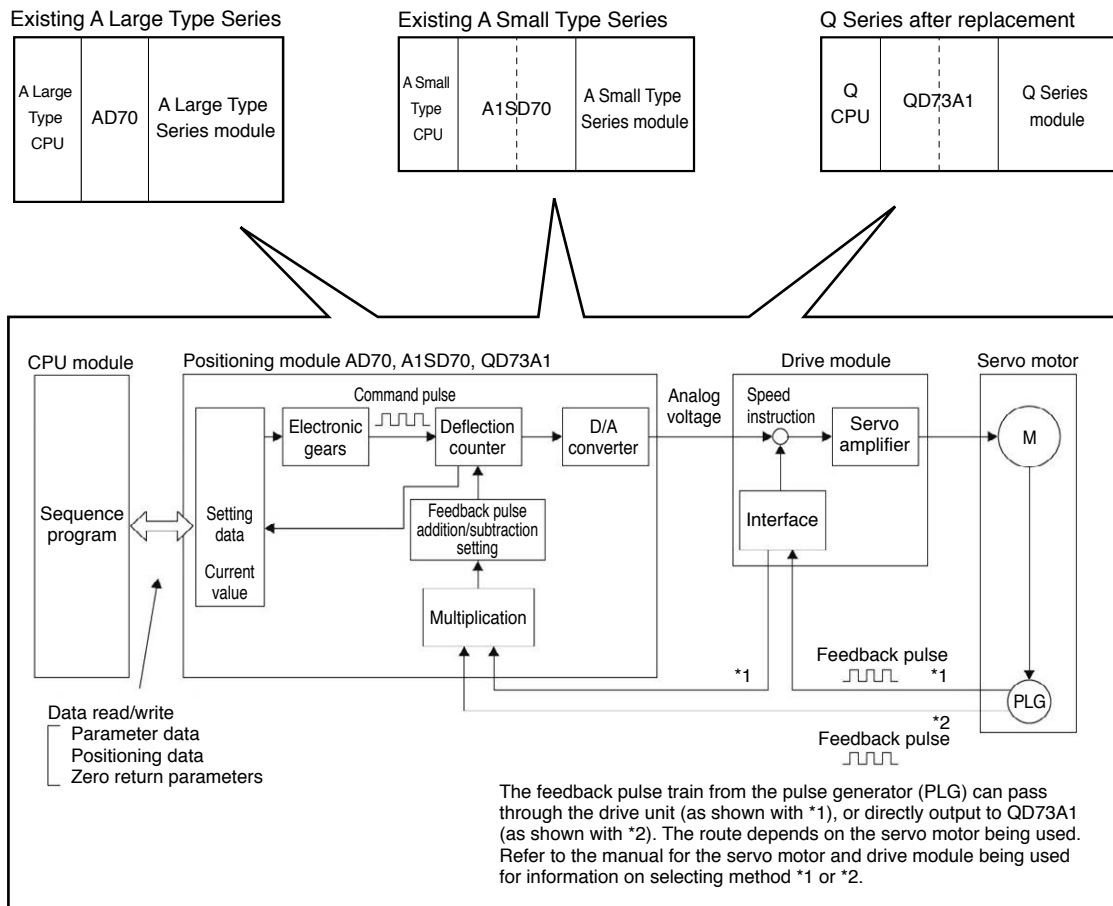 Existing A Large Type Series
A Large
Type
CPU
AD70
A Large Type
Series module
Existing A Small Type Series
A Small
Type
CPU
A1SD70
A Small Type
Series module
Q Series after replacement
Q
CPU
QD73A1
Q Series
module
CPU module
Sequence
program
Positioning module AD70, A1SD70, QD73A1
Setting
data
Current
value
Electronic
gears
Command pulse
Deflection
counter
D/A
converter
Feedback pulse
addition/subtraction
setting
Multiplication
Analog
voltage
Drive module
Speed
instruction
Servo
amplifier
Interface
Servo motor
M
PLG
*1
Feedback pulse
*1
*2
Feedback pulse
Data read/write
Parameter data
Positioning data
Zero return parameters
The feedback pulse train from the pulse generator (PLG) can pass
through the drive unit (as shown with *1), or directly output to QD73A1
(as shown with *2). The route depends on the servo motor being used.
Refer to the manual for the servo motor and drive module being used
for information on selecting method *1 or *2.